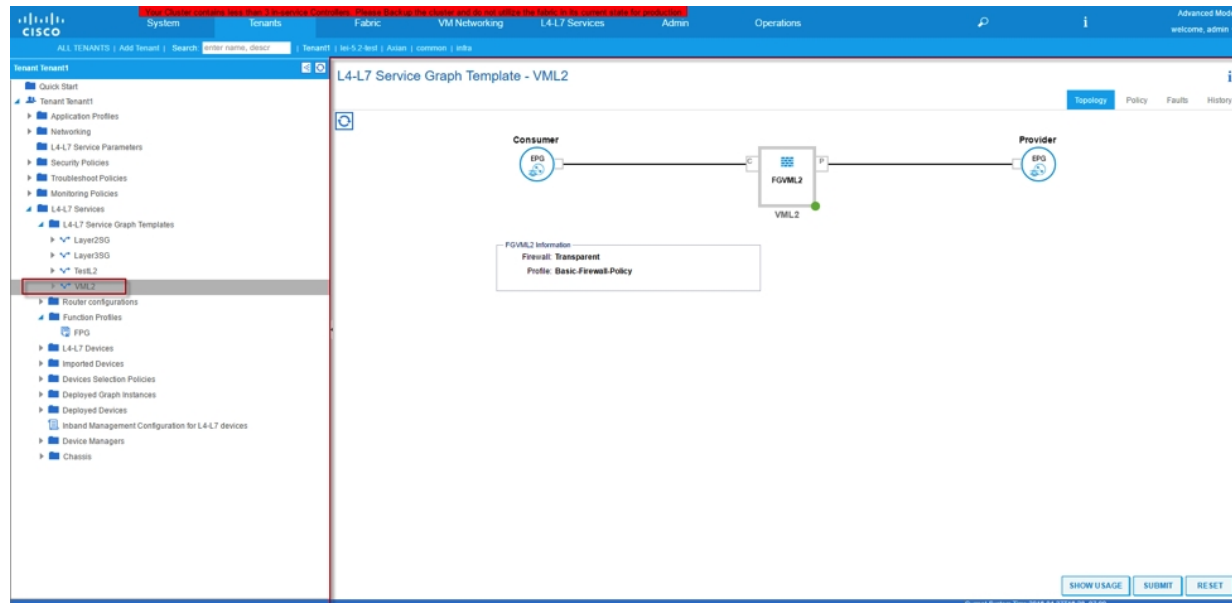 Your Cluster contains less than 3 in-service Controllers. Please Backup the cluster and do not utilize the fabric in its current state for production.
CISCO
System Tenants Fabric VM Networking L4-L7 Services Admin Operations i
Advanced Mode
welcome, admin
ALL TENANTS | Add Tenant | Search: enter name, descr | Tenant1 | lei-5.2-test | Asian | common | infra
Tenant Tenant1
Quick Start
Tenant Tenant1
Application Profiles
Networking
L4-L7 Service Parameters
Security Policies
Troubleshoot Policies
Monitoring Policies
L4-L7 Services
L4-L7 Service Graph Templates
Layer2SG
Layer3SG
TestL2
VML2
Router configurations
Function Profiles
FPG
L4-L7 Devices
Imported Devices
Devices Selection Policies
Deployed Graph Instances
Deployed Devices
Inband Management Configuration for L4-L7 devices
Device Managers
Chassis
L4-L7 Service Graph Template - VML2
i
Topology Policy Faults History
Consumer
EPG
C
FGVML2
P
VML2
Provider
EPG
FGVML2 Information
Firewall: Transparent
Profile: Basic-Firewall-Policy
SHOW USAGE SUBMIT RESET